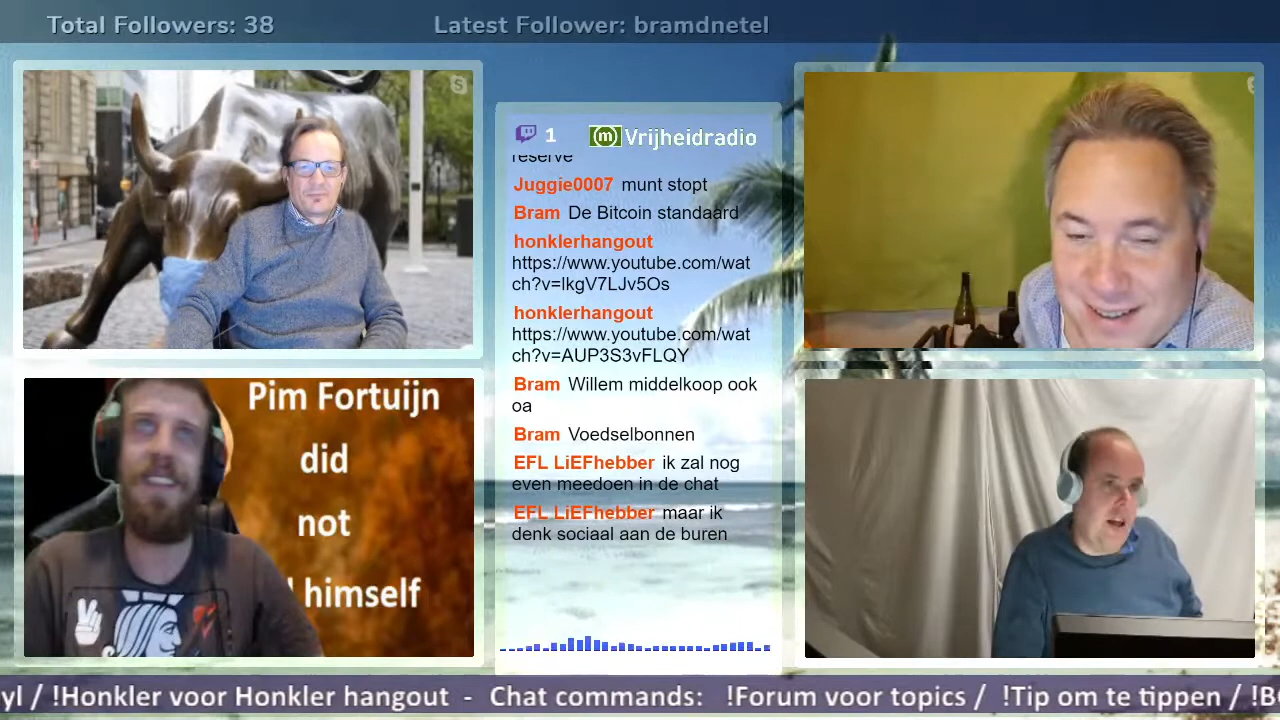 Total Followers: 38
Latest Follower: bramdnetel
1
(m) Vrijheidradio
reserve
Juggie0007 munt stopt
Bram De Bitcoin standaard
honklerhangout
https://www.youtube.com/wat
ch?v=lkgV7LJv5Os
honklerhangout
https://www.youtube.com/wat
ch?v=AUP3S3vFLQY
Bram Willem middelkoop ook
oa
Bram Voedselbonnen
EFL LiEFhebber ik zal nog
even meedoen in de chat
EFL LiEFhebber maar ik
denk sociaal aan de buren
Pim Fortuijn
did
not
himself
yl / !Honkler voor Honkler hangout - Chat commands: !Forum voor topics / !Tip om te tippen / !B